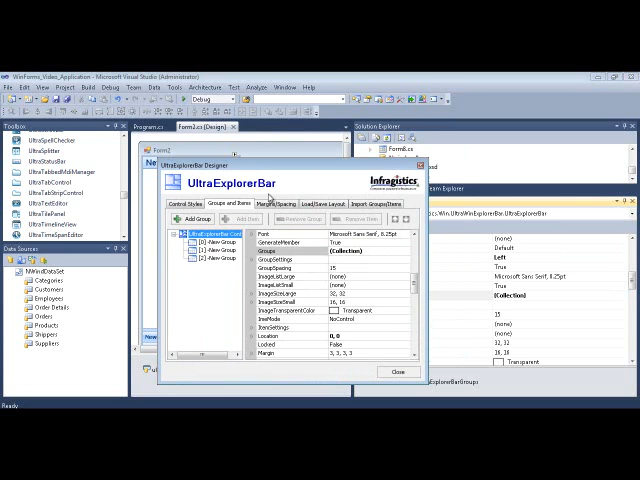 WinForms_Video_Application - Microsoft Visual Studio (Administrator)
File Edit View Project Build Debug Team Data Tools Architecture Test Analyze Window Help
Debug
Toolbox
UltraSpellChecker
UltraSplitter
UltraStatusBar
UltraTabbedMdiManager
UltraTabControl
UltraTabStripControl
UltraTextEditor
UltraTilePanel
UltraTimelineView
UltraTimeSpanEditor
Data Sources
NWindDataSet
Categories
Customers
Employees
Order Details
Orders
Products
Shippers
Suppliers
Program.cs Form2.cs [Design]
Form2
UltraExplorerBar Designer
UltraExplorerBar
Infragistics
Control Styles Groups and Items Margins/Spacing Load/Save Layout Import Groups/Items
Add Group Add Item Remove Group Remove Item
UltraExplorerBar Cont
[0] -New Group
[1] -New Group
[2] -New Group
Font Microsoft Sans Serif, 8.25pt
GenerateMember True
Groups (Collection)
GroupSettings
GroupSpacing 15
ImageListLarge (none)
ImageListSmall (none)
ImageSizeLarge 32, 32
ImageSizeSmall 16, 16
ImageTransparentColor Transparent
ImeMode NoControl
ItemSettings
Location 0, 0
Locked False
Margin 3, 3, 3, 3
Close
Solution Explorer
Form8.cs
Team Explorer
ics.Win.UltraWinExplorerBar.UltraExplorerBar
(none)
Default
Left
True
Microsoft Sans Serif, 8.25pt
True
(Collection)
15
(none)
(none)
32, 32
16, 16
Transparent
ExplorerBarGroups
Ready